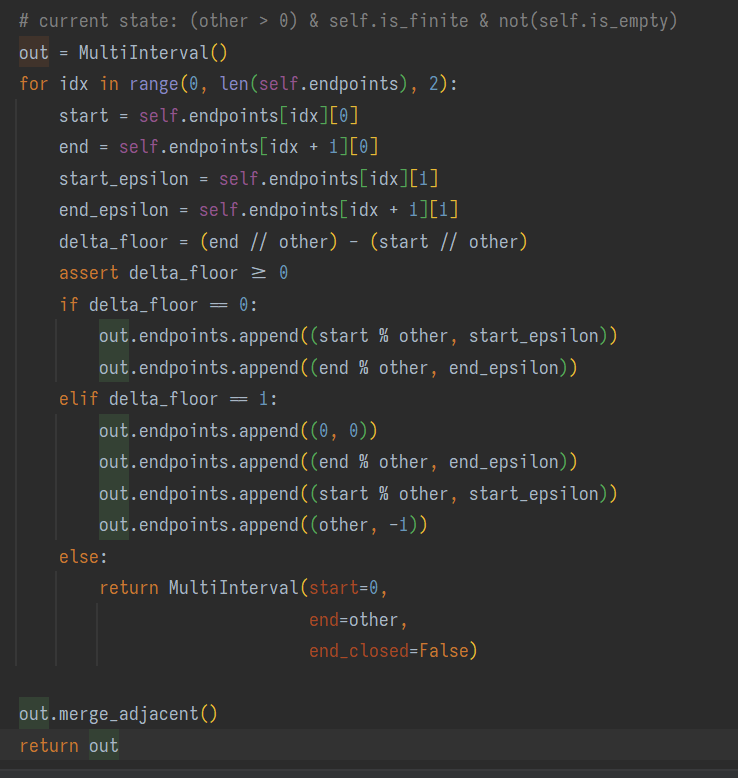 # current state: (other > 0) & self.is_finite & not(self.is_empty)
out = MultiInterval()
for idx in range(0, len(self.endpoints), 2):
    start = self.endpoints[idx][0]
    end = self.endpoints[idx + 1][0]
    start_epsilon = self.endpoints[idx][1]
    end_epsilon = self.endpoints[idx + 1][1]
    delta_floor = (end // other) - (start // other)
    assert delta_floor ≥ 0
    if delta_floor == 0:
        out.endpoints.append((start % other, start_epsilon))
        out.endpoints.append((end % other, end_epsilon))
    elif delta_floor == 1:
        out.endpoints.append((0, 0))
        out.endpoints.append((end % other, end_epsilon))
        out.endpoints.append((start % other, start_epsilon))
        out.endpoints.append((other, -1))
    else:
        return MultiInterval(start=0,
                             end=other,
                             end_closed=False)
out.merge_adjacent()
return out